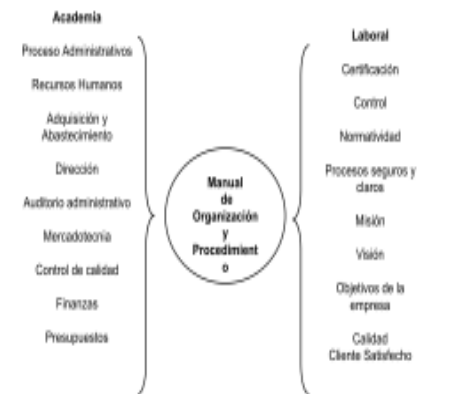 Academia
Proceso Administrativos
Recursos Humanos
Adquisición y
Abastecimiento
Dirección
Auditorio administrativo
Mercadotecnia
Control de calidad
Finanzas
Presupuestos
Manual
de
Organización
y
Procedimient
o
Laboral
Certificación
Control
Normatividad
Procesos seguros y
claros
Misión
Visión
Objetivos de la
empresa
Calidad
Cliente Satisfecho